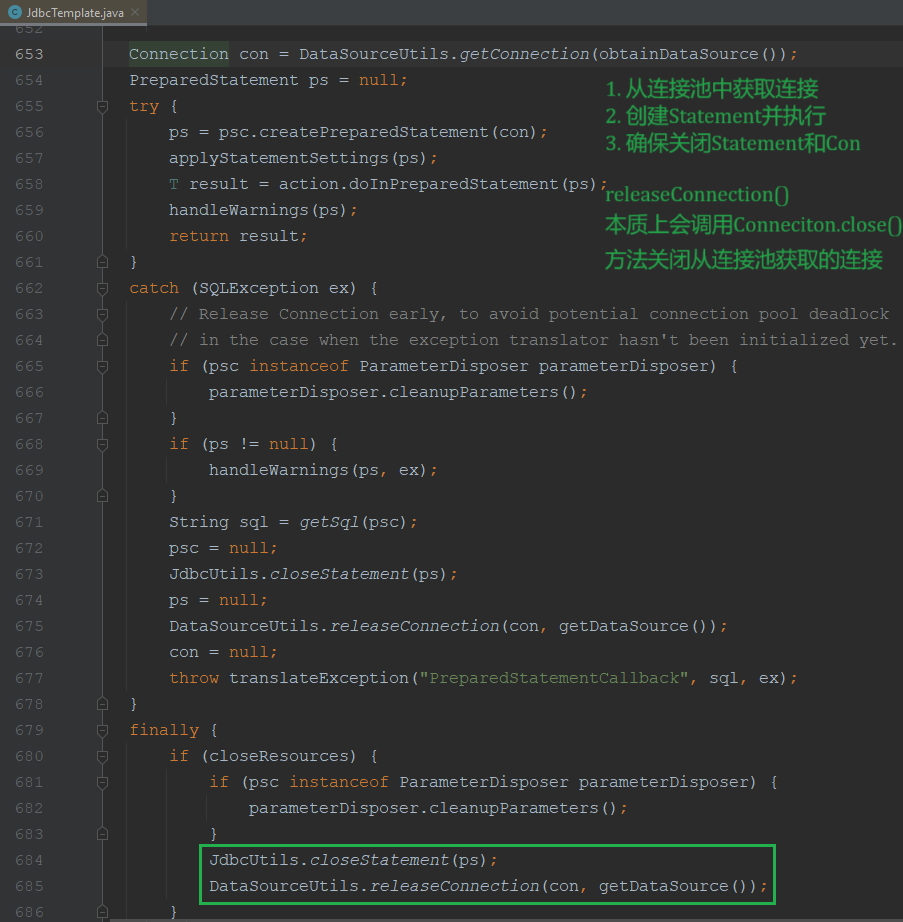 JdbcTemplate.java
652
653 Connection con = DataSourceUtils.getConnection(obtainDataSource());
654 PreparedStatement ps = null;
655 try {
1. 从连接池中获取连接
656 ps = psc.createPreparedStatement(con);
2. 创建Statement并执行
657 applyStatementSettings(ps);
3. 确保关闭Statement和Con
658 T result = action.doInPreparedStatement(ps);
releaseConnection()
659 handleWarnings(ps);
本质上会调用Conneciton.close()
660 return result;
方法关闭从连接池获取的连接
661 }
662 catch (SQLException ex) {
663 // Release Connection early, to avoid potential connection pool deadlock
664 // in the case when the exception translator hasn't been initialized yet.
665 if (psc instanceof ParameterDisposer parameterDisposer) {
666 parameterDisposer.cleanupParameters();
667 }
668 if (ps != null) {
669 handleWarnings(ps, ex);
670 }
671 String sql = getSql(psc);
672 psc = null;
673 JdbcUtils.closeStatement(ps);
674 ps = null;
675 DataSourceUtils.releaseConnection(con, getDataSource());
676 con = null;
677 throw translateException("PreparedStatementCallback", sql, ex);
678 }
679 finally {
680 if (closeResources) {
681 if (psc instanceof ParameterDisposer parameterDisposer) {
682 parameterDisposer.cleanupParameters();
683 }
684 JdbcUtils.closeStatement(ps);
685 DataSourceUtils.releaseConnection(con, getDataSource());
686 }